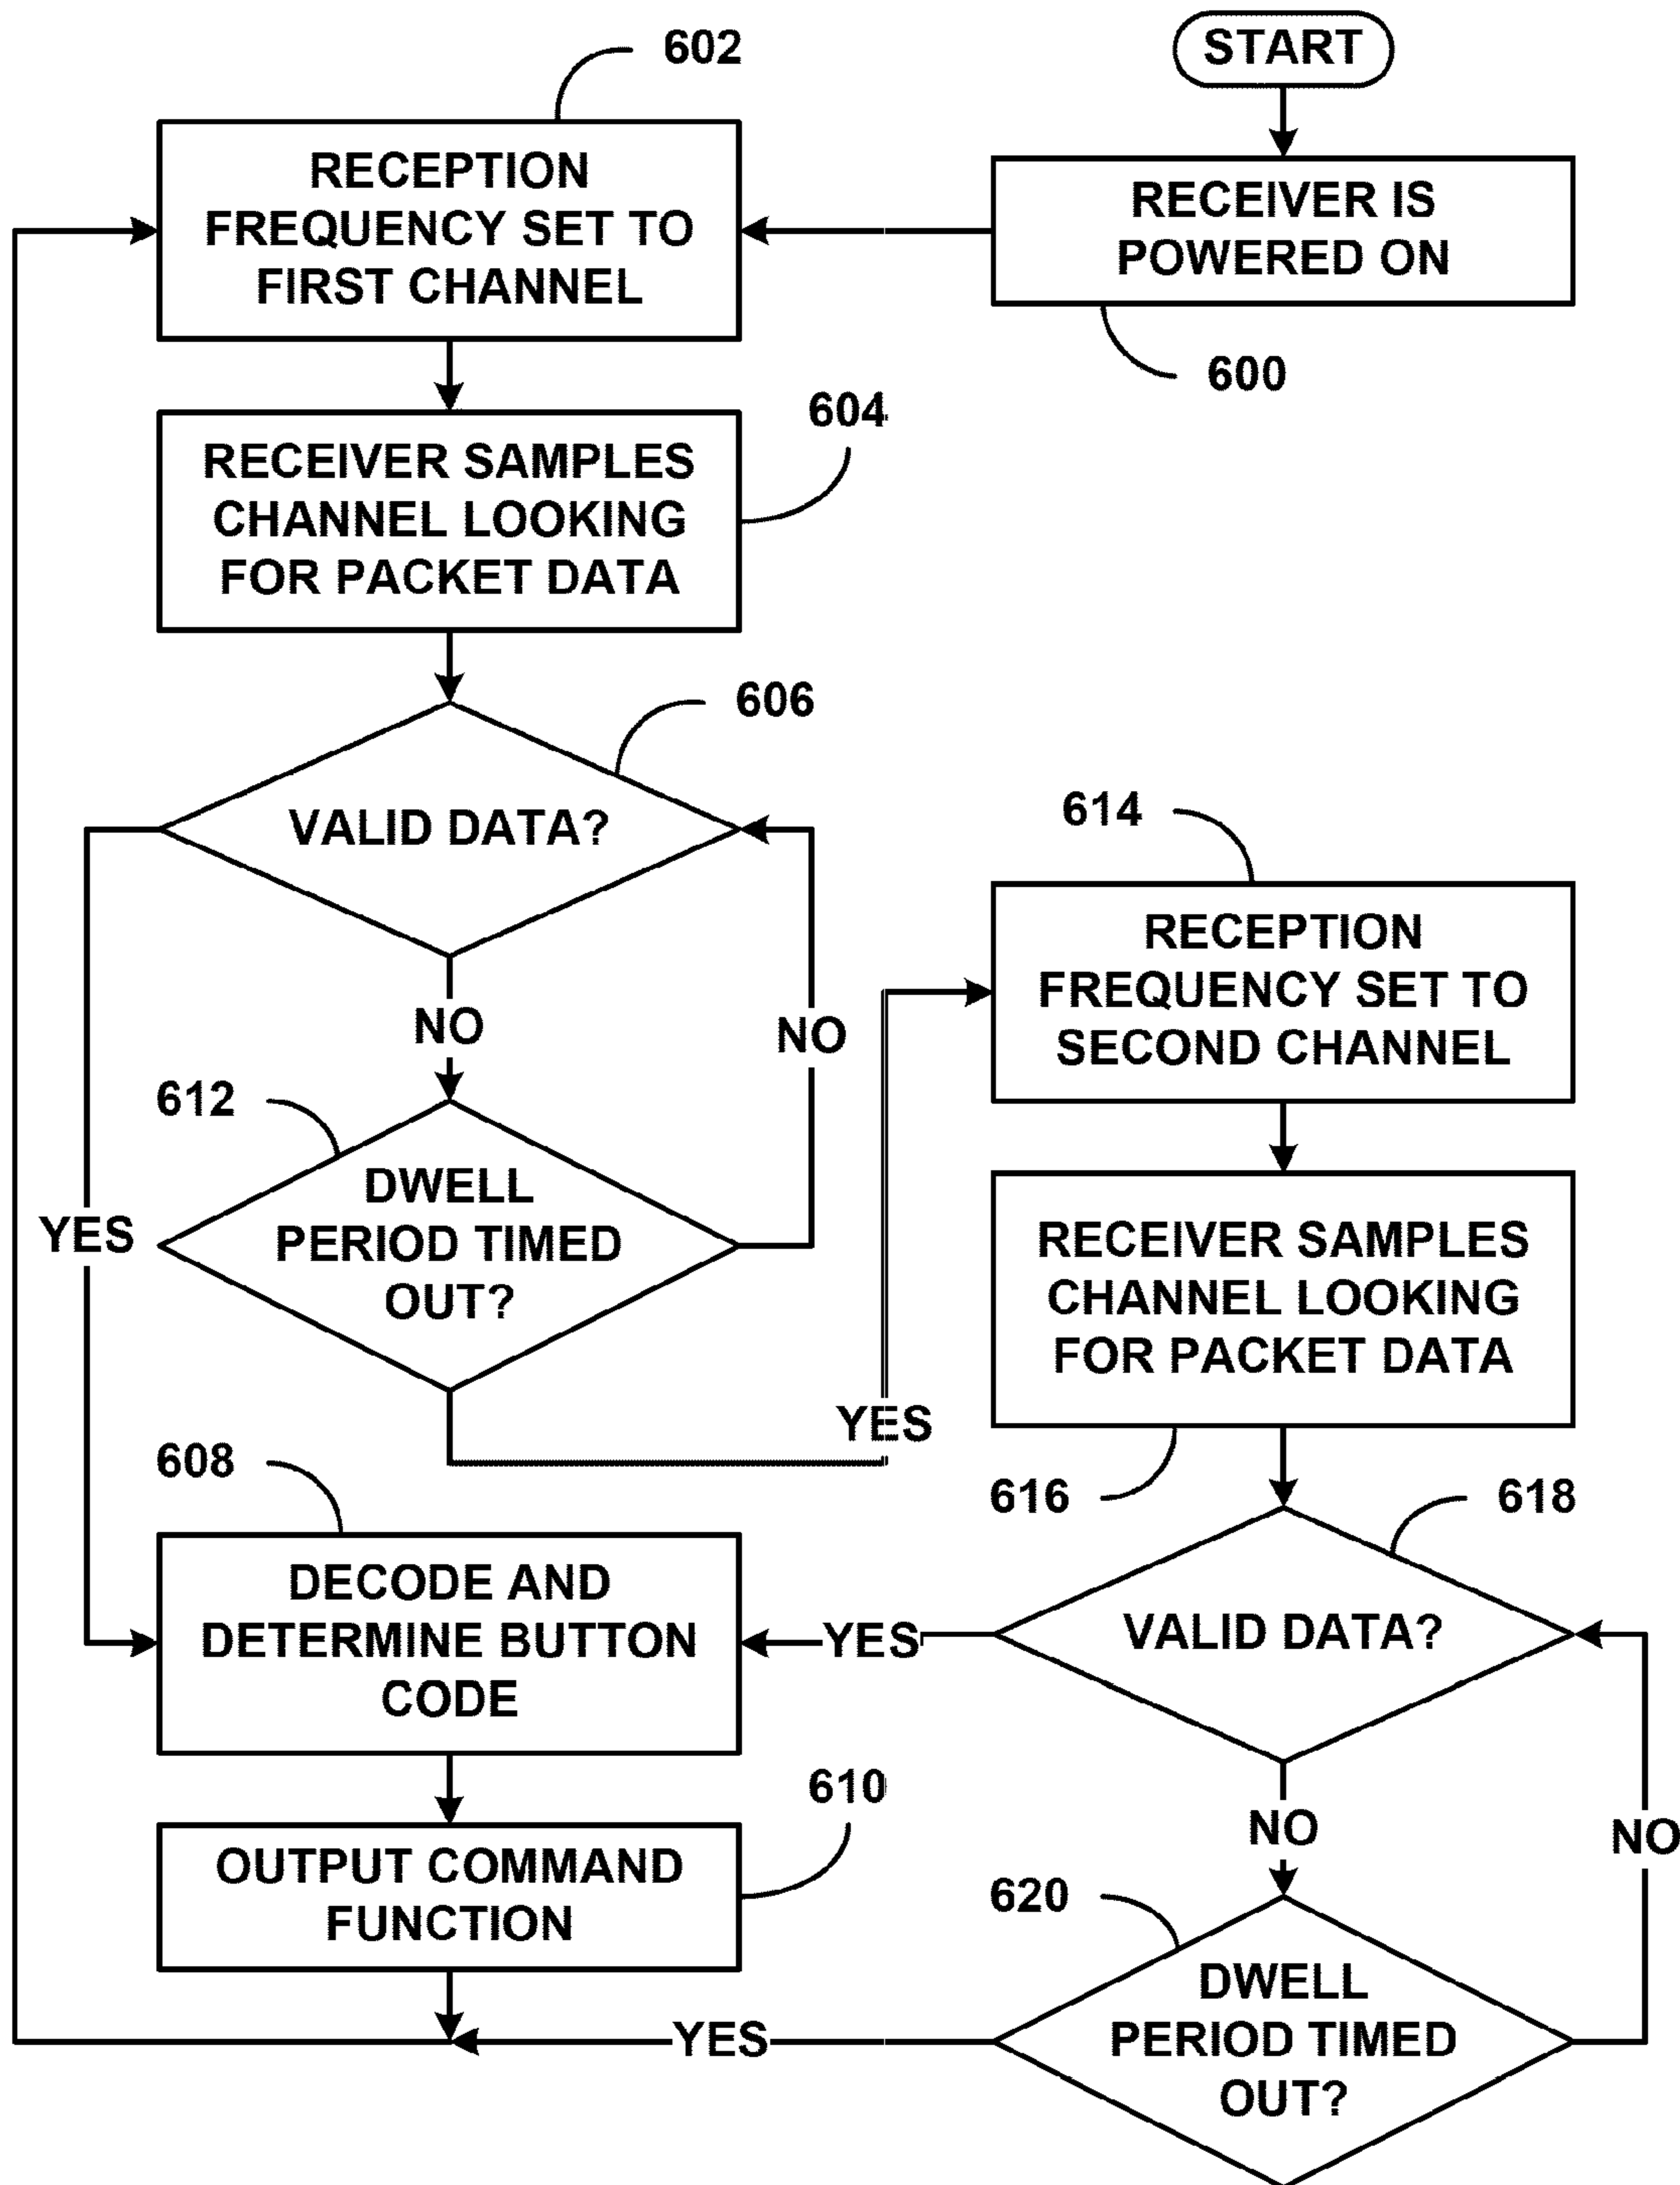 START
RECEIVER IS
POWERED ON
600
602
RECEPTION
FREQUENCY SET TO
FIRST CHANNEL
604
RECEIVER SAMPLES
CHANNEL LOOKING
FOR PACKET DATA
606
VALID DATA?
NO
NO
YES
612
DWELL
PERIOD TIMED
OUT?
YES
614
RECEPTION
FREQUENCY SET TO
SECOND CHANNEL
RECEIVER SAMPLES
CHANNEL LOOKING
FOR PACKET DATA
616
618
VALID DATA?
YES
NO
NO
608
DECODE AND
DETERMINE BUTTON
CODE
610
OUTPUT COMMAND
FUNCTION
620
DWELL
PERIOD TIMED
OUT?
YES